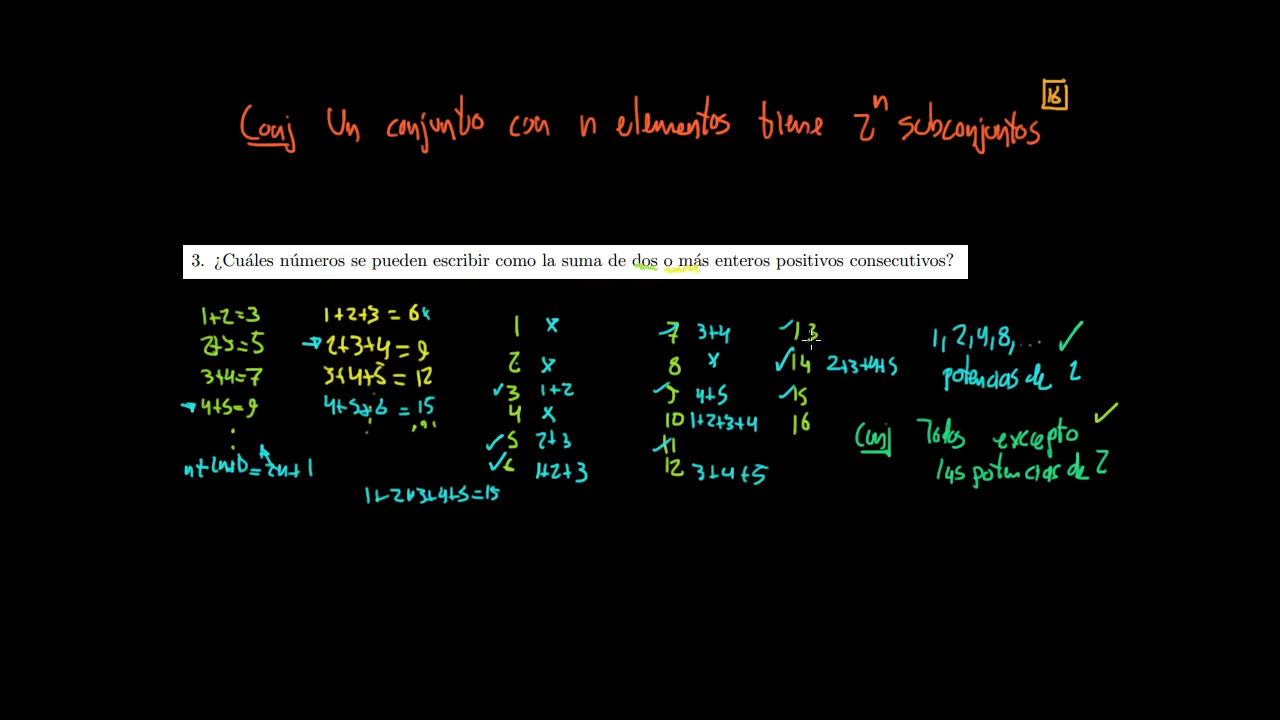 Conj Un conjunto con n elementos tiene 2^n subconjuntos 16
3. ¿Cuáles números se pueden escribir como la suma de dos o más enteros positivos consecutivos?
1+2=3
2+3=5
3+4=7
4+5=9
⋮
n+(n+1)=2n+1
1+2+3=6
2+3+4=9
3+4+5=12
4+5+6=15
1+2+3+4+5=15
1 x
2 x
✓3 1+2
4 x
✓5 2+3
✓6 1+2+3
✓7 3+4
8 x
✓9 4+5
10 1+2+3+4
✓11
12 3+4+5
✓13
✓14 2+3+4+5
✓15
16
1, 2, 4, 8, ... ✓
potencias de 2
Conj Todos excepto ✓
las potencias de 2